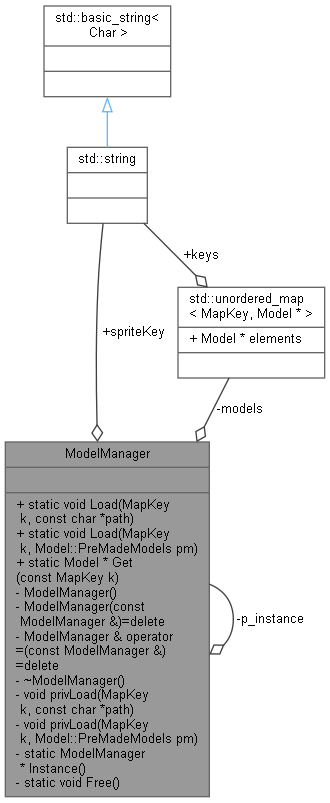 std::basic_string<
Char >
std::string
+keys
std::unordered_map
< MapKey, Model * >
+ Model * elements
+spriteKey
-models
ModelManager
+ static void Load(MapKey
k, const char *path)
+ static void Load(MapKey
k, Model::PreMadeModels pm)
+ static Model * Get
(const MapKey k)
- ModelManager()
- ModelManager(const
ModelManager &)=delete
- ModelManager & operator
=(const ModelManager &)
=delete
- ~ModelManager()
- void privLoad(MapKey
k, const char *path)
- void privLoad(MapKey
k, Model::PreMadeModels pm)
- static ModelManager
* Instance()
- static void Free()
-p_instance